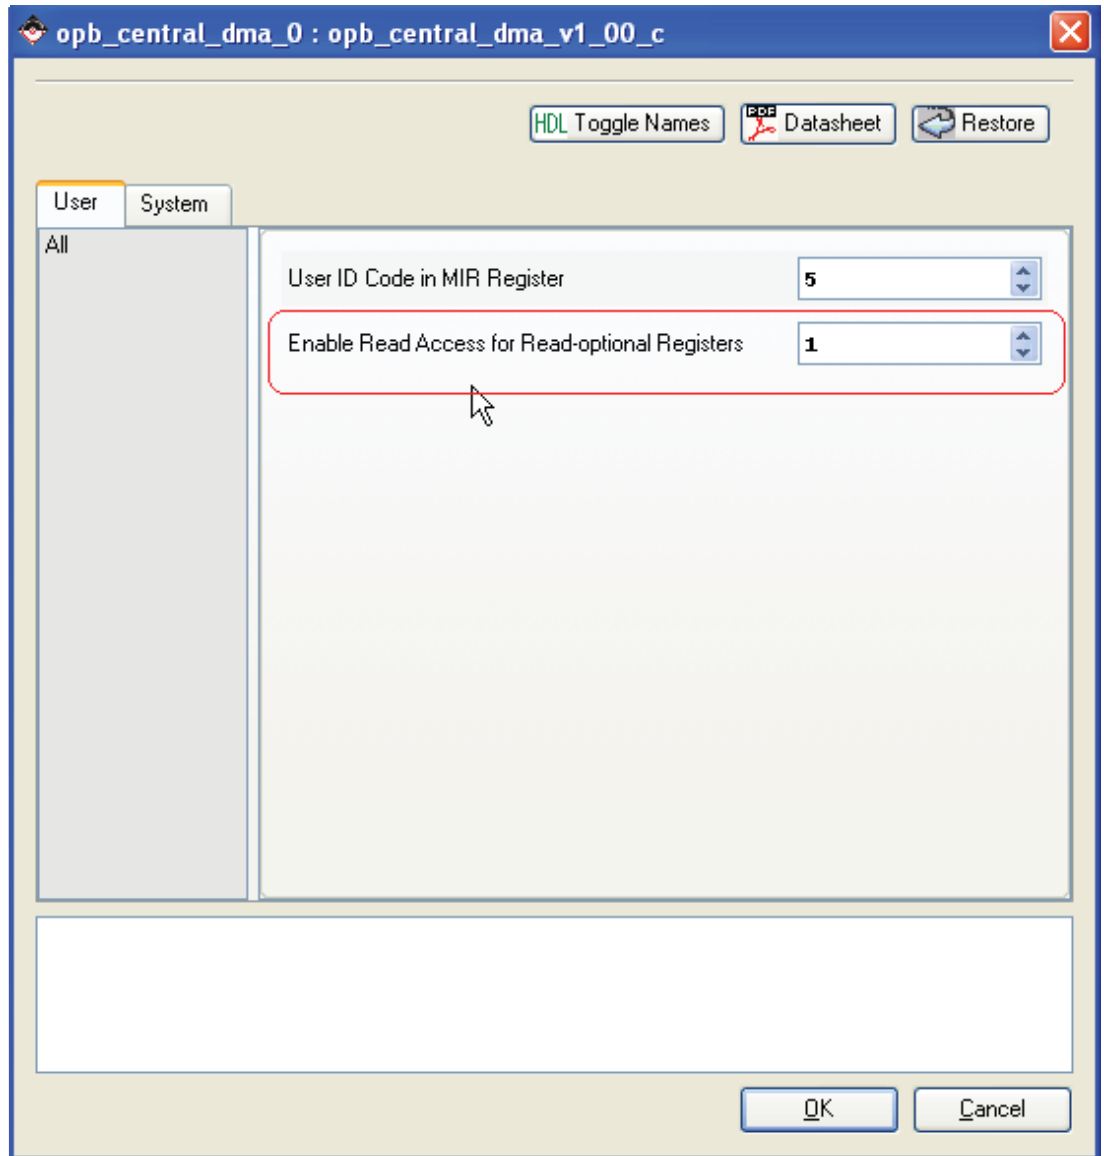 opb_central_dma_0 : opb_central_dma_v1_00_c
HDL Toggle Names PDF Datasheet Restore
User System
All
User ID Code in MIR Register 5
Enable Read Access for Read-optional Registers 1
OK Cancel